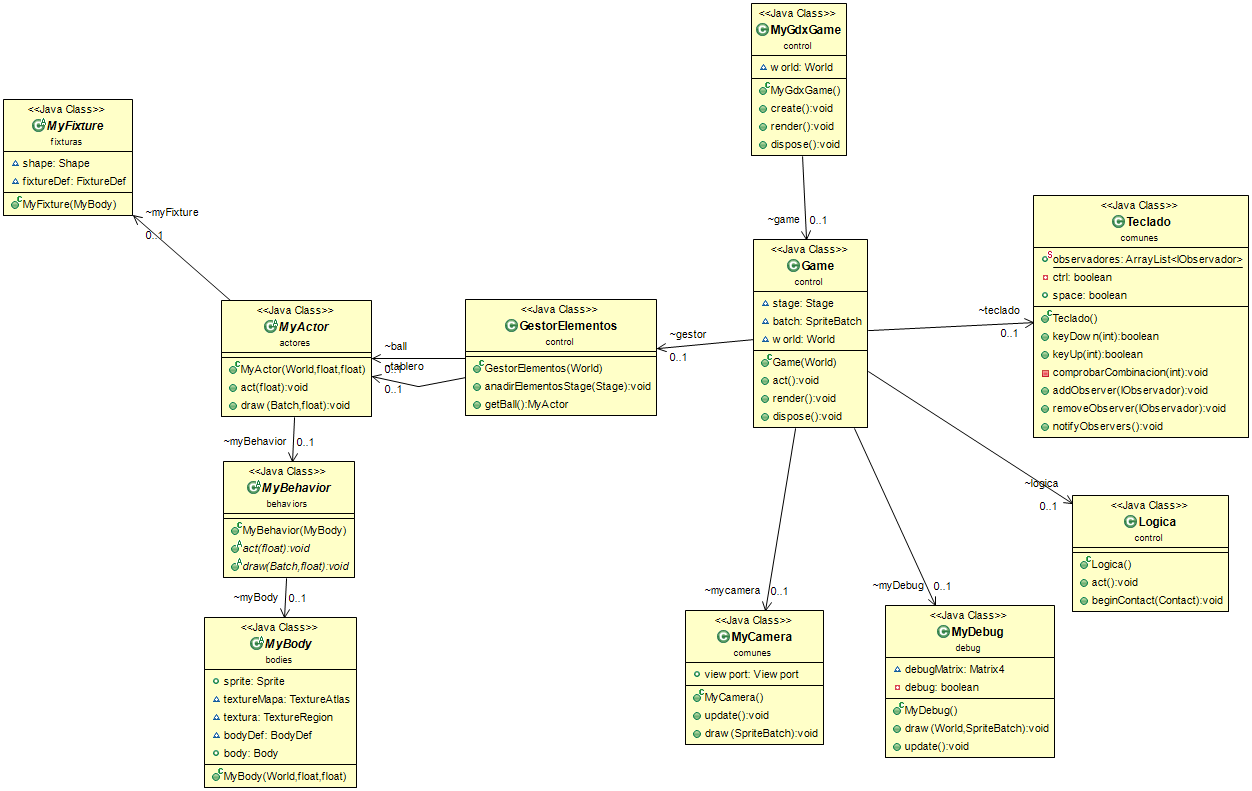 <<Java Class>>
MyGdxGame
control
world: World
MyGdxGame()
create():void
render():void
dispose():void
<<Java Class>>
MyFixture
fixturas
shape: Shape
fixtureDef: FixtureDef
MyFixture(MyBody)
~myFixture
0..1
~game 0..1
<<Java Class>>
Teclado
comunes
observadores: ArrayList<IObservador>
ctrl: boolean
space: boolean
Teclado()
keyDown(int):boolean
keyUp(int):boolean
comprobarCombinacion(int):void
addObserver(IObservador):void
removeObserver(IObservador):void
notifyObservers():void
<<Java Class>>
Game
control
stage: Stage
batch: SpriteBatch
world: World
Game(World)
act():void
render():void
dispose():void
~teclado
0..1
~gestor
0..1
<<Java Class>>
GestorElementos
control
GestorElementos(World)
anadirElementosStage(Stage):void
getBall():MyActor
~ball
0..1
~tablero
0..1
<<Java Class>>
MyActor
actores
MyActor(World,float,float)
act(float):void
draw(Batch,float):void
~myBehavior 0..1
<<Java Class>>
MyBehavior
behaviors
MyBehavior(MyBody)
act(float):void
draw(Batch,float):void
~myBody 0..1
<<Java Class>>
MyBody
bodies
sprite: Sprite
textureMapa: TextureAtlas
textura: TextureRegion
bodyDef: BodyDef
body: Body
MyBody(World,float,float)
~logica
0..1
<<Java Class>>
Logica
control
Logica()
act():void
beginContact(Contact):void
~mycamera 0..1
<<Java Class>>
MyCamera
comunes
viewport: Viewport
MyCamera()
update():void
draw(SpriteBatch):void
~myDebug 0..1
<<Java Class>>
MyDebug
debug
debugMatrix: Matrix4
debug: boolean
MyDebug()
draw(World,SpriteBatch):void
update():void